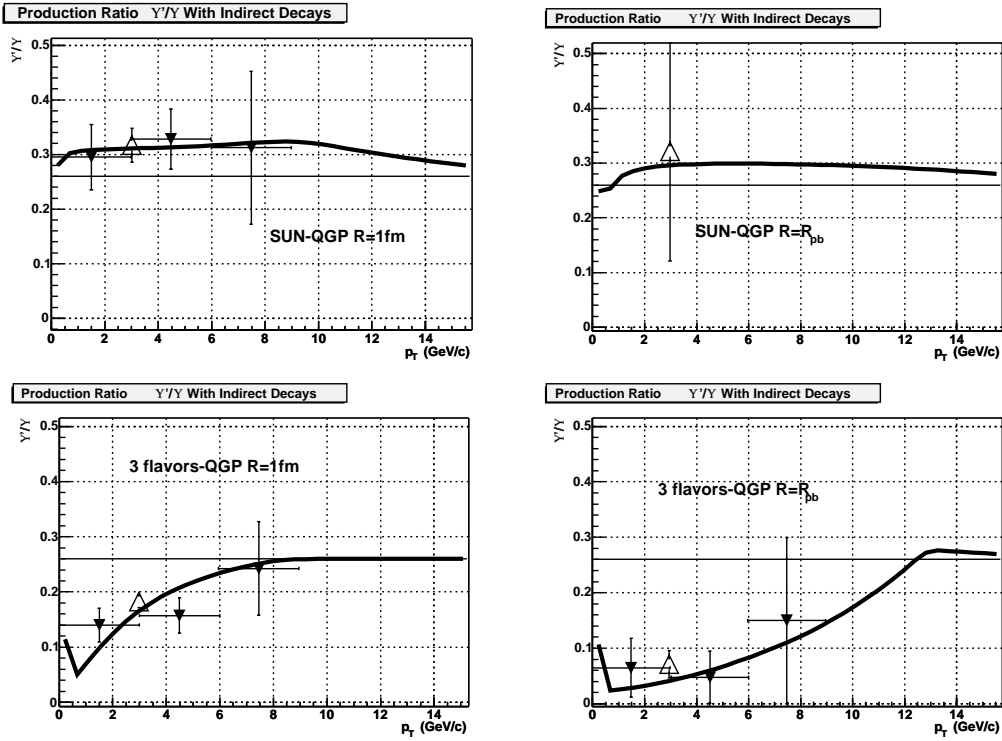 Production Ratio ϒ'/ϒ With Indirect Decays
ϒ'/ϒ
0.5
0.4
0.3
0.2
0.1
0
SUN-QGP R=1fm
0 2 4 6 8 10 12 14
p_T (GeV/c)
Production Ratio ϒ'/ϒ With Indirect Decays
ϒ'/ϒ
0.5
0.4
0.3
0.2
0.1
0
SUN-QGP R=R_pb
0 2 4 6 8 10 12 14
p_T (GeV/c)
Production Ratio ϒ'/ϒ With Indirect Decays
ϒ'/ϒ
0.5
0.4
0.3
0.2
0.1
0
3 flavors-QGP R=1fm
0 2 4 6 8 10 12 14
p_T (GeV/c)
Production Ratio ϒ'/ϒ With Indirect Decays
ϒ'/ϒ
0.5
0.4
0.3
0.2
0.1
0
3 flavors-QGP R=R_pb
0 2 4 6 8 10 12 14
p_T (GeV/c)